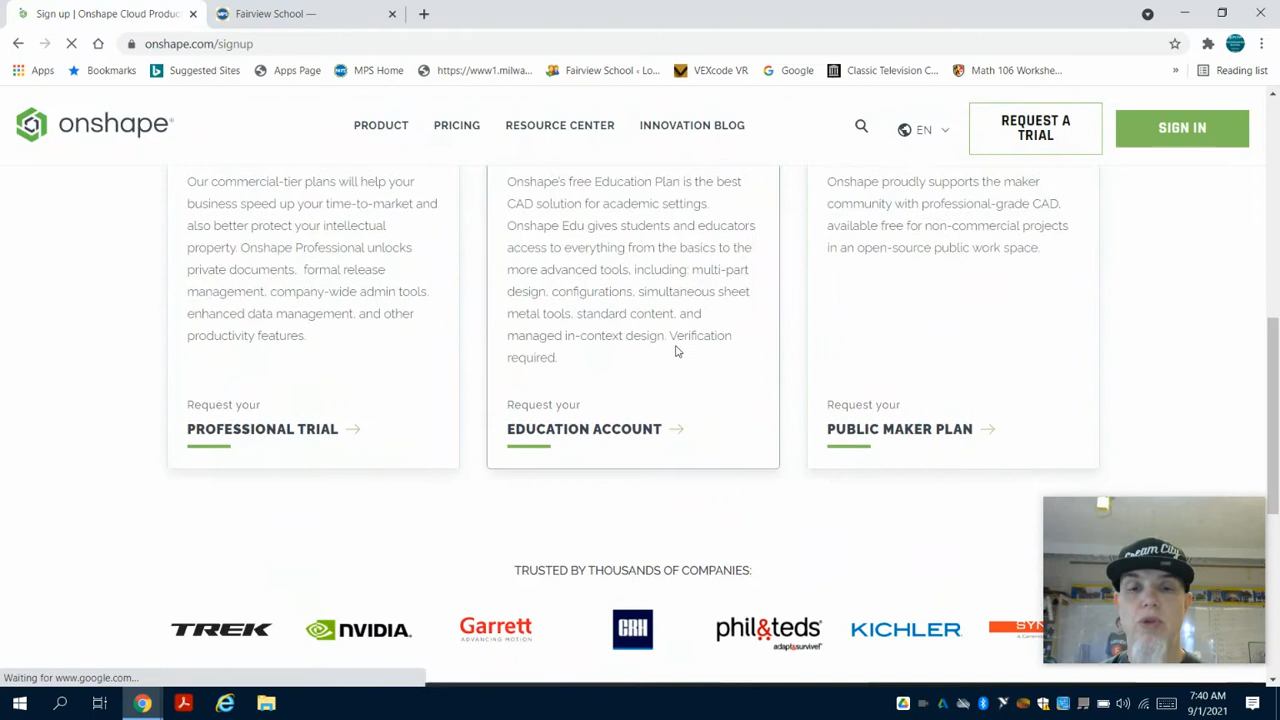 Sign up | Onshape Cloud Produc
Fairview School —
onshape.com/signup
Apps
Bookmarks
Suggested Sites
Apps Page
MPS Home
https://www1.milwa...
Fairview School ‹ Lo...
VEXcode VR
Google
Classic Television C...
Math 106 Workshe...
»
Reading list
onshape®
PRODUCT
PRICING
RESOURCE CENTER
INNOVATION BLOG
EN
REQUEST A
TRIAL
SIGN IN
Our commercial-tier plans will help your
business speed up your time-to-market and
also better protect your intellectual
property. Onshape Professional unlocks
private documents, formal release
management, company-wide admin tools,
enhanced data management, and other
productivity features.
Request your
PROFESSIONAL TRIAL
Onshape's free Education Plan is the best
CAD solution for academic settings.
Onshape Edu gives students and educators
access to everything from the basics to the
more advanced tools, including: multi-part
design, configurations, simultaneous sheet
metal tools, standard content, and
managed in-context design. Verification
required.
Request your
EDUCATION ACCOUNT
Onshape proudly supports the maker
community with professional-grade CAD,
available free for non-commercial projects
in an open-source public work space.
Request your
PUBLIC MAKER PLAN
TRUSTED BY THOUSANDS OF COMPANIES:
TREK
NVIDIA.
Garrett
ADVANCING MOTION
CRH
phil&teds
adapt&survive!
KICHLER
SYN
Cream City
Waiting for www.google.com...
7:40 AM
9/1/2021